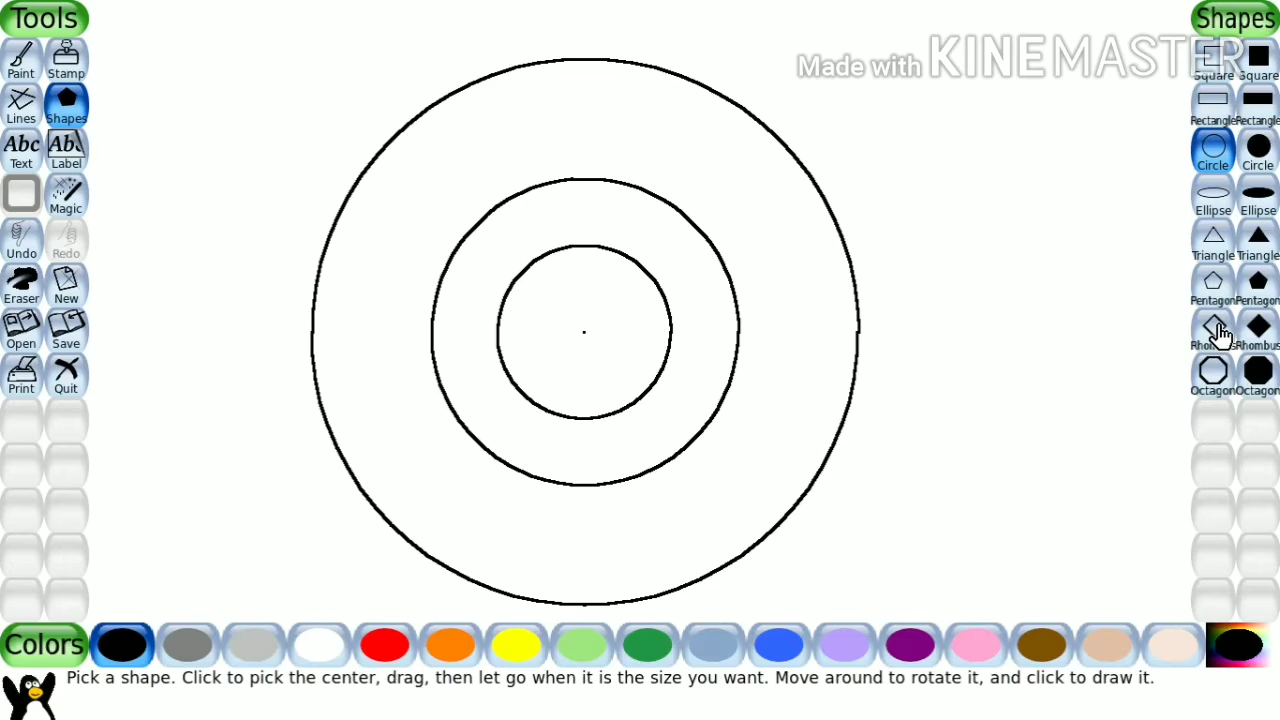 Tools
Shapes
Made with KINEMASTER
Paint
Stamp
Square
Square
Lines
Shapes
Rectangle
Rectangle
Abc
Abc
Text
Label
Circle
Circle
Magic
Ellipse
Ellipse
Undo
Redo
Triangle
Triangle
Eraser
New
Pentagon
Pentagon
Open
Save
Rhombus
Rhombus
Print
Quit
Octagon
Octagon
Colors
Pick a shape. Click to pick the center, drag, then let go when it is the size you want. Move around to rotate it, and click to draw it.